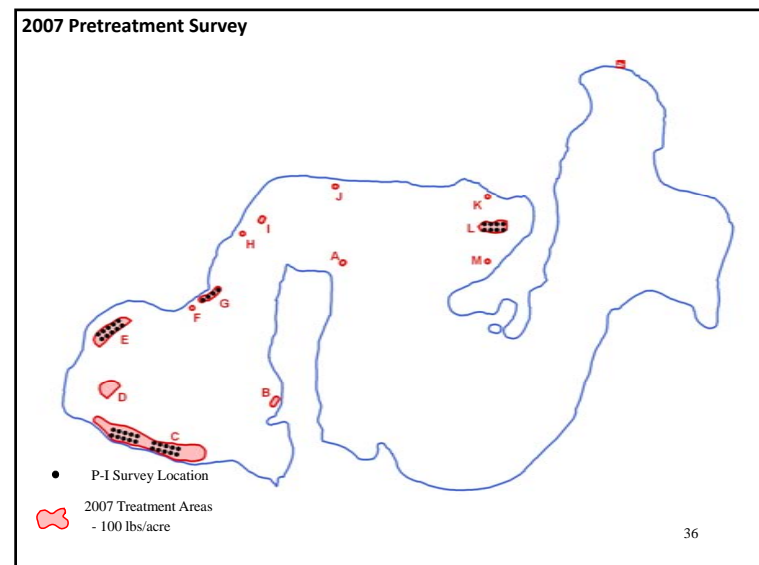 2007 Pretreatment Survey
J
K
I
L
H
A
M
G
F
E
D
B
C
P-I Survey Location
2007 Treatment Areas
- 100 lbs/acre
36